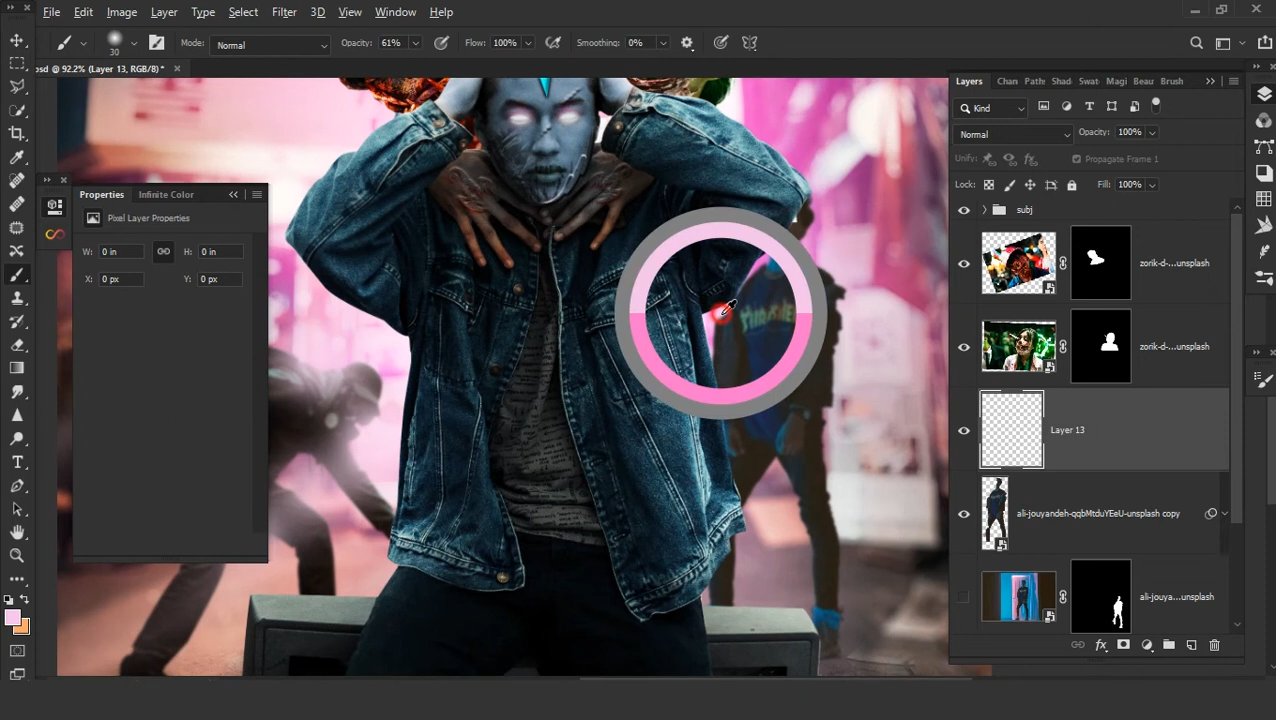 File Edit Image Layer Type Select Filter 3D View Window Help
30 Mode: Normal Opacity: 61% Flow: 100% Smoothing: 0%
psd @ 92.2% (Layer 13, RGB/8) *
Layers Chan Path: Shad Swat Magi Beau Brush
Kind
Normal Opacity: 100%
Unify: Propagate Frame 1
Lock: Fill: 100%
Properties Infinite Color
Pixel Layer Properties
W: 0 in H: 0 in
X: 0 px Y: 0 px
subj
zorik-d-...unsplash
zorik-d-...unsplash
Layer 13
ali-jouyandeh-qqbMtduYEeU-unsplash copy
ali-jouya...unsplash